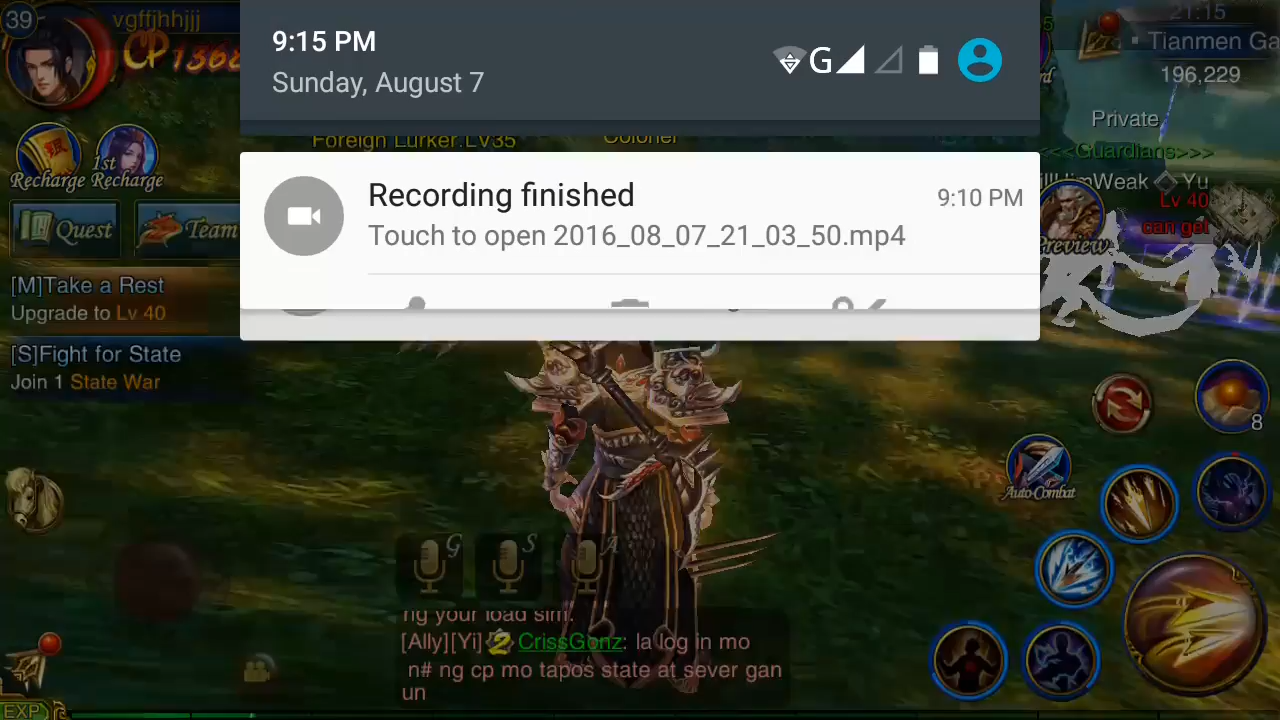 39
vgffjhhjjj
CP 1368
9:15 PM
Sunday, August 7
G
21:15
Tianmen Ga
196,229
Foreign Lurker.LV35
Colonel
Private
<<<Guardians>>>
Yu
Recharge
1st
Recharge
Recording finished
9:10 PM
Touch to open 2016_08_07_21_03_50.mp4
Lv 40
can get
Preview
Quest
Team
[M]Take a Rest
Upgrade to Lv 40
[S]Fight for State
Join 1 State War
8
Auto-Combat
G
S
A
ng your load sim.
[Ally][Yi] 2 CrissGonz: la log in mo
n# ng cp mo tapos state at sever gan
un
EXP